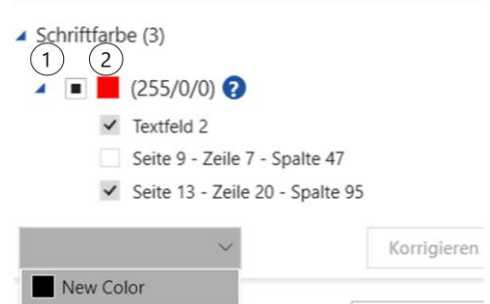 Schriftfarbe (3)
1 2
(255/0/0) ?
Textfeld 2
Seite 9 - Zeile 7 - Spalte 47
Seite 13 - Zeile 20 - Spalte 95
Korrigieren
New Color